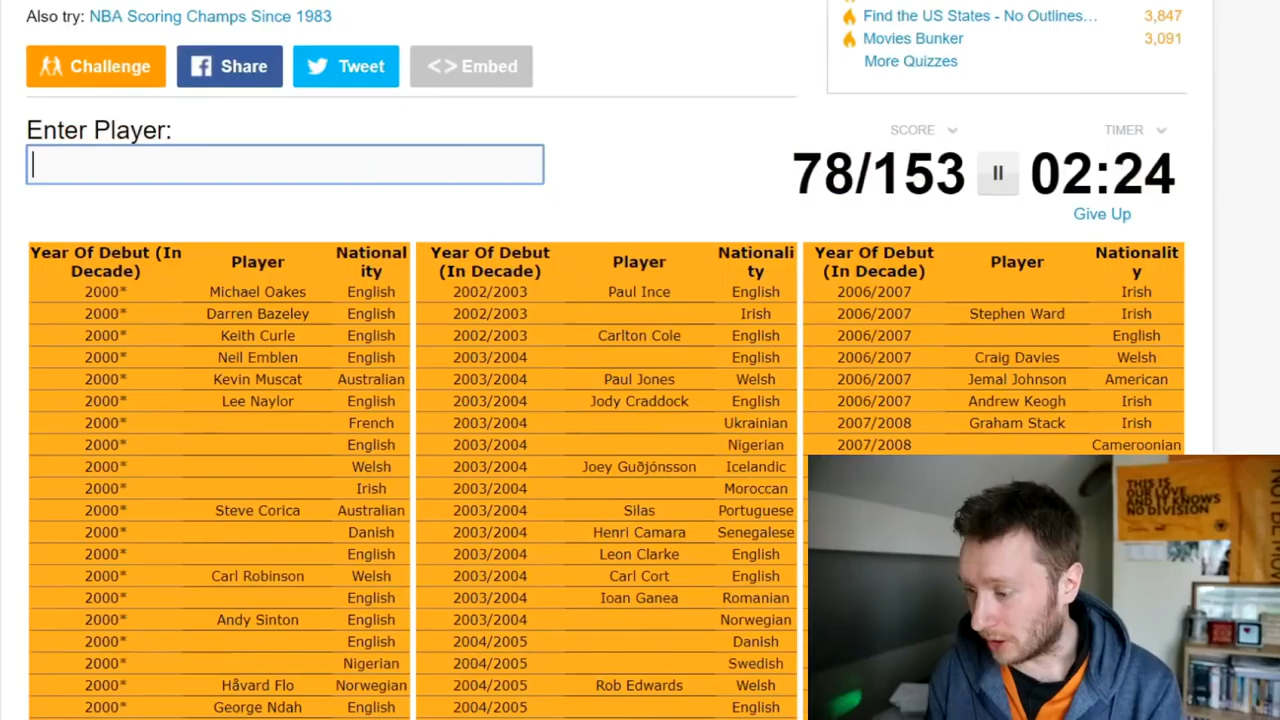 Also try: NBA Scoring Champs Since 1983
Find the US States - No Outlines... 3,847
Movies Bunker 3,091
More Quizzes
Challenge Share Tweet <> Embed
Enter Player:
SCORE TIMER
78/153 02:24
Give Up
Year Of Debut (In Decade) Player Nationality Year Of Debut (In Decade) Player Nationality Year Of Debut (In Decade) Player Nationality
2000* Michael Oakes English 2002/2003 Paul Ince English 2006/2007 Irish
2000* Darren Bazeley English 2002/2003 Irish 2006/2007 Stephen Ward Irish
2000* Keith Curle English 2002/2003 Carlton Cole English 2006/2007 English
2000* Neil Emblen English 2003/2004 English 2006/2007 Craig Davies Welsh
2000* Kevin Muscat Australian 2003/2004 Paul Jones Welsh 2006/2007 Jemal Johnson American
2000* Lee Naylor English 2003/2004 Jody Craddock English 2006/2007 Andrew Keogh Irish
2000* French 2003/2004 Ukrainian 2007/2008 Graham Stack Irish
2000* English 2003/2004 Nigerian 2007/2008 Cameroonian
2000* Welsh 2003/2004 Joey Guðjónsson Icelandic
2000* Irish 2003/2004 Moroccan
2000* Steve Corica Australian 2003/2004 Silas Portuguese
2000* Danish 2003/2004 Henri Camara Senegalese
2000* English 2003/2004 Leon Clarke English
2000* Carl Robinson Welsh 2003/2004 Carl Cort English
2000* English 2003/2004 Ioan Ganea Romanian
2000* Andy Sinton English 2003/2004 Norwegian
2000* English 2004/2005 Danish
2000* Nigerian 2004/2005 Swedish
2000* Håvard Flo Norwegian 2004/2005 Rob Edwards Welsh
2000* George Ndah English 2004/2005 English
THIS IS
OUR LOVE
AND IT KNOWS
NO DIVISION